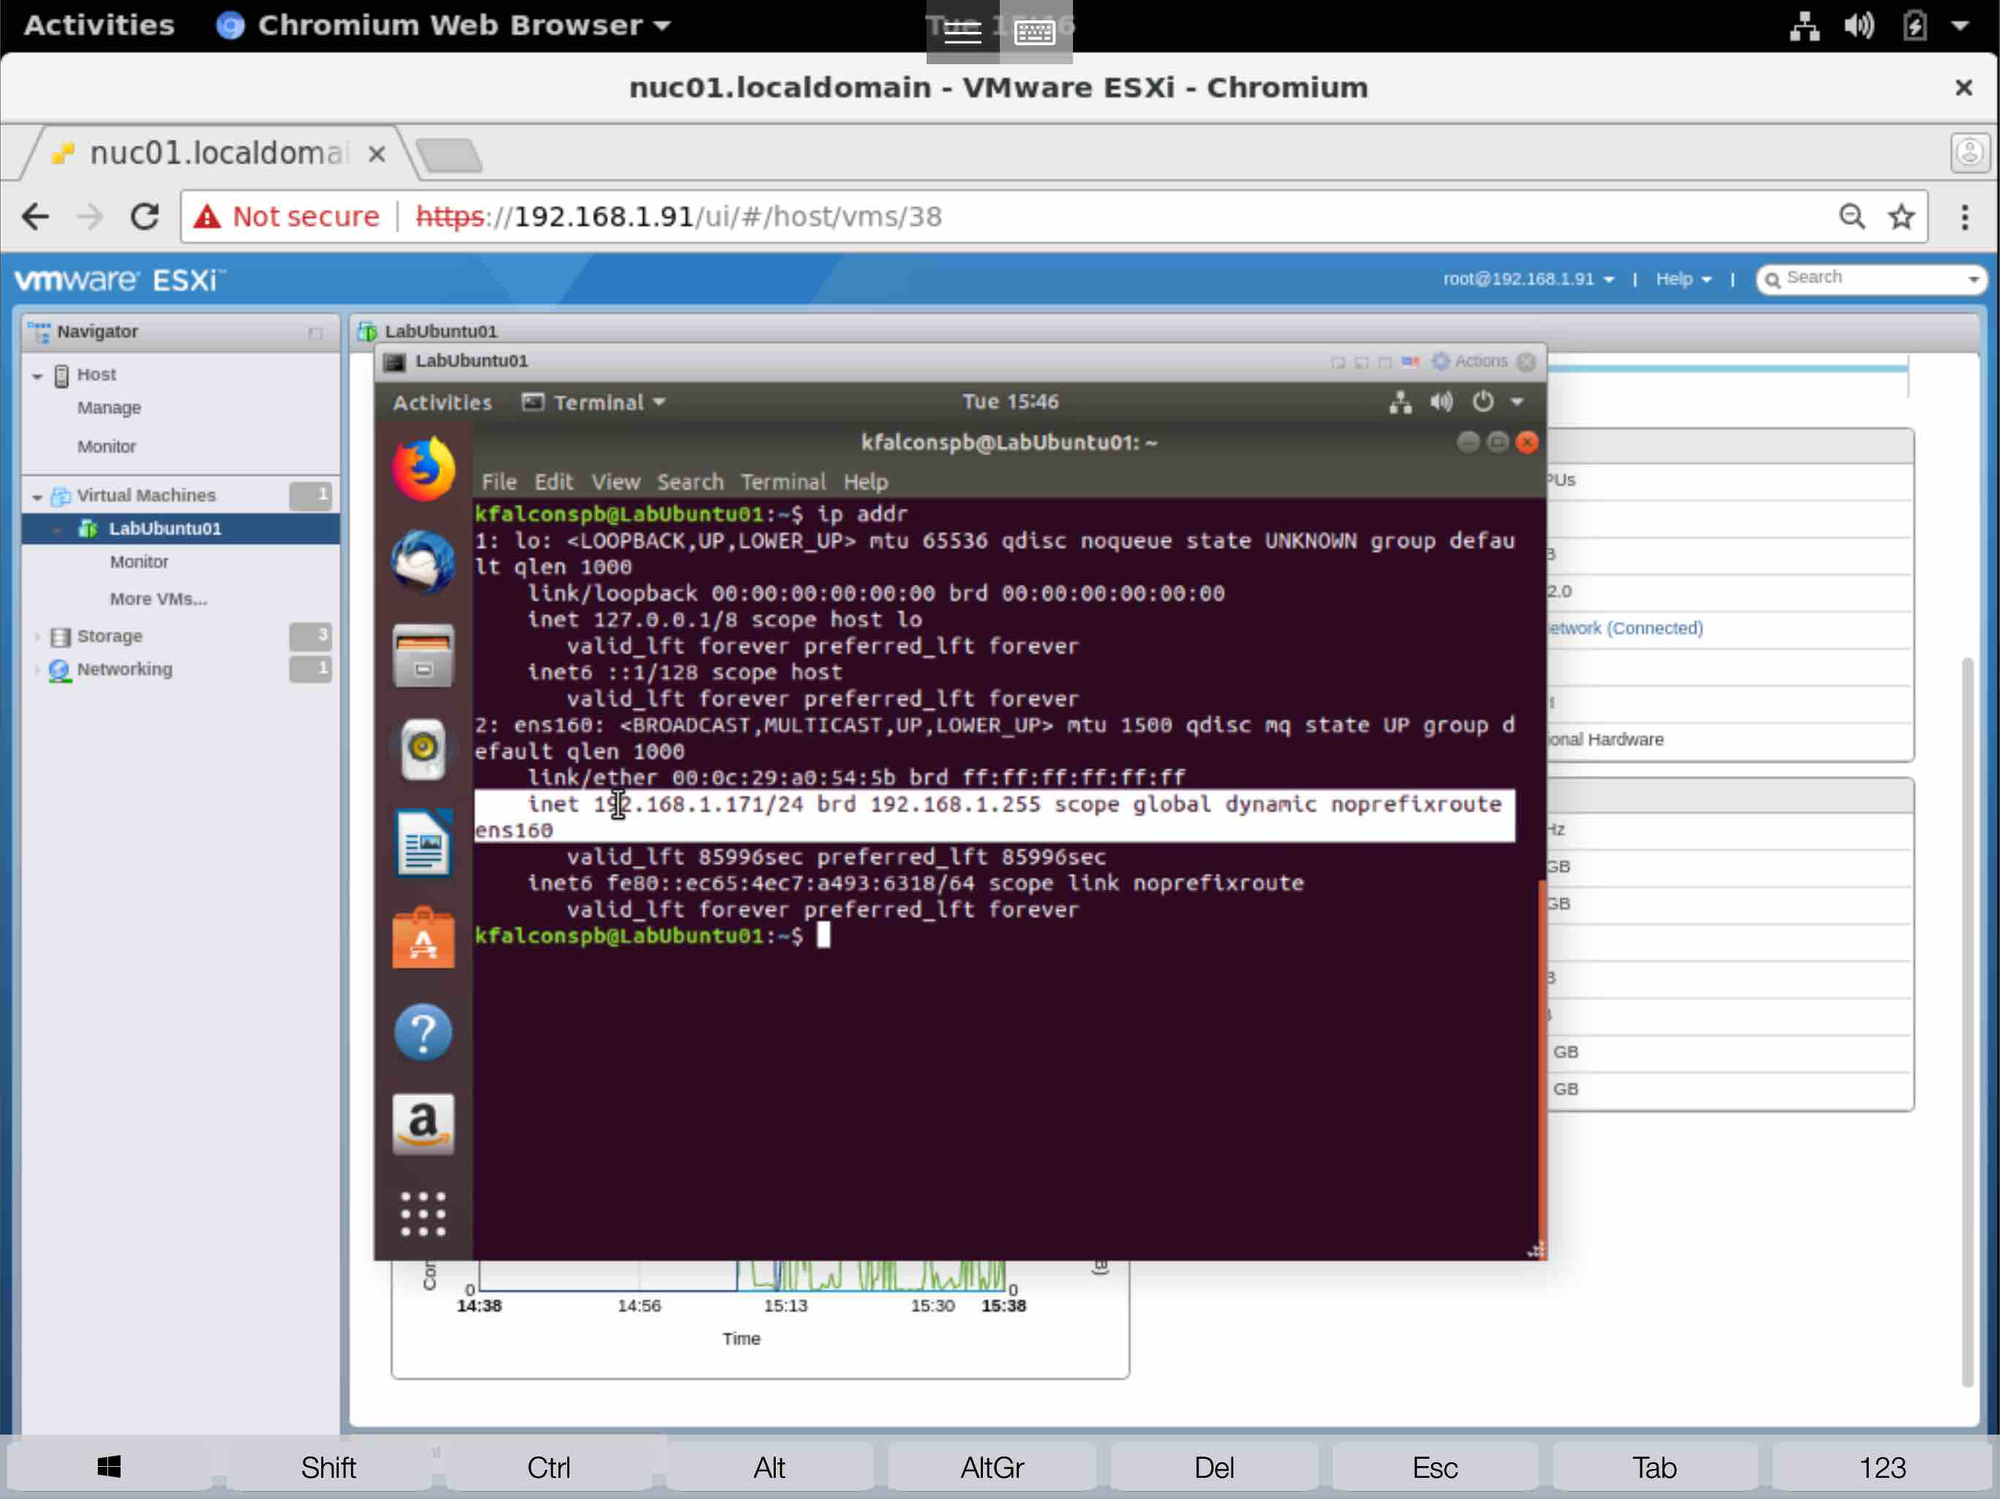 Activities Chromium Web Browser
nuc01.localdomain - VMware ESXi - Chromium
nuc01.localdomai
Not secure https://192.168.1.91/ui/#/host/vms/38
vmware ESXi
root@192.168.1.91 | Help | Search
Navigator
Host
Manage
Monitor
Virtual Machines 1
LabUbuntu01
Monitor
More VMs...
Storage 3
Networking 1
LabUbuntu01
LabUbuntu01 Actions
Activities Terminal Tue 15:46
kfalconspb@LabUbuntu01: ~
File Edit View Search Terminal Help
kfalconspb@LabUbuntu01:~$ ip addr
1: lo: <LOOPBACK,UP,LOWER_UP> mtu 65536 qdisc noqueue state UNKNOWN group defau
lt qlen 1000
link/loopback 00:00:00:00:00:00 brd 00:00:00:00:00:00
inet 127.0.0.1/8 scope host lo
valid_lft forever preferred_lft forever
inet6 ::1/128 scope host
valid_lft forever preferred_lft forever
2: ens160: <BROADCAST,MULTICAST,UP,LOWER_UP> mtu 1500 qdisc mq state UP group d
efault qlen 1000
link/ether 00:0c:29:a0:54:5b brd ff:ff:ff:ff:ff:ff
inet 192.168.1.171/24 brd 192.168.1.255 scope global dynamic noprefixroute
ens160
valid_lft 85996sec preferred_lft 85996sec
inet6 fe80::ec65:4ec7:a493:6318/64 scope link noprefixroute
valid_lft forever preferred_lft forever
kfalconspb@LabUbuntu01:~$
PUs
2.0
etwork (Connected)
ional Hardware
Hz
GB
GB
GB
GB
Con
0 0
14:38 14:56 15:13 15:30 15:38
Time
Shift Ctrl Alt AltGr Del Esc Tab 123